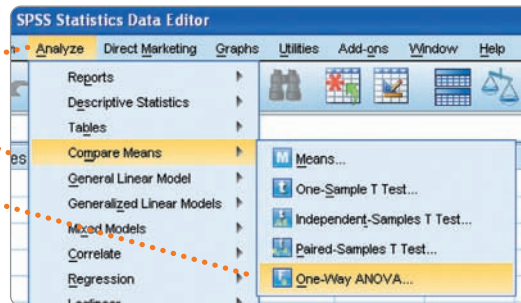 SPSS Statistics Data Editor
Analyze Direct Marketing Graphs Utilities Add-ons Window Help
Reports
Descriptive Statistics
Tables
Compare Means
General Linear Model
Generalized Linear Models
Mixed Models
Correlate
Regression
M Means...
One-Sample T Test...
Independent-Samples T Test...
Paired-Samples T Test...
One-Way ANOVA...